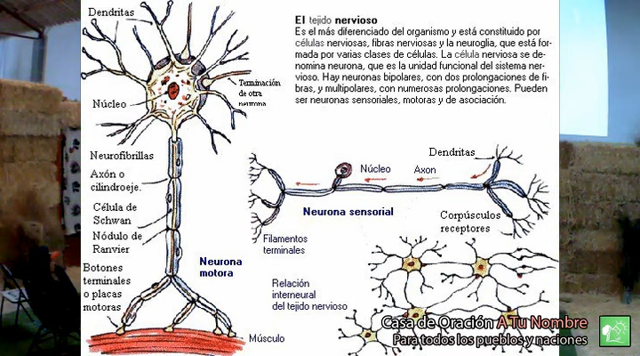 Dendritas
Terminación
de otra
neurona
Núcleo
Neurofibrillas
Axón o
cilindroeje.
Célula de
Schwan
Nódulo de
Ranvier
Botones
terminales
o placas
motoras
Neurona
motora
Músculo
El tejido nervioso
Es el más diferenciado del organismo y está constituido por
células nerviosas, fibras nerviosas y la neuroglia, que está for-
mada por varias clases de células. La célula nerviosa se de-
nomina neurona, que es la unidad funcional del sistema ner-
vioso. Hay neuronas bipolares, con dos prolongaciones de fi-
bras, y multipolares, con numerosas prolongaciones. Pueden
ser neuronas sensoriales, motoras y de asociación.
Dendritas
Núcleo
Axon
Neurona sensorial
Corpúsculos
receptores
Filamentos
terminales
Relación
interneural
del tejido nervioso
Casa de Oración A Tu Nombre
Para todos los pueblos y naciones